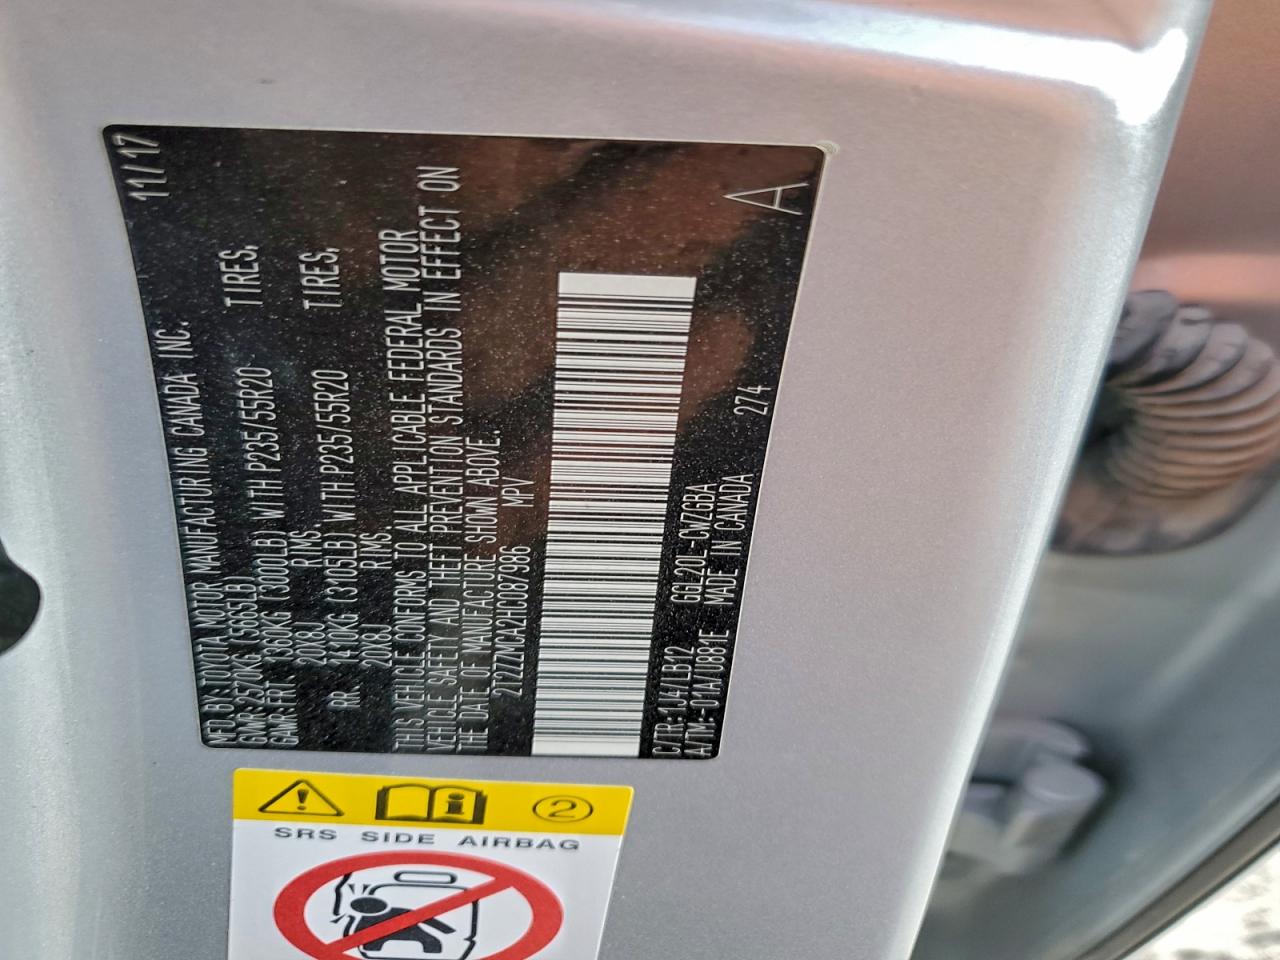 MFD BY:TOYOTA MOTOR MANUFACTURING CANADA INC. 11/17
GVWR:2570KG (5665LB)
GAWR FRT 1360KG (3000LB) WITH P235/55R20 TIRES,
20X8J RIMS,
RR. 1410KG (3105LB) WITH P235/55R20 TIRES,
20X8J RIMS.
THIS VEHICLE CONFORMS TO ALL APPLICABLE FEDERAL MOTOR
VEHICLE SAFETY AND THEFT PREVENTION STANDARDS IN EFFECT ON
THE DATE OF MANUFACTURE SHOWN ABOVE.
2T2ZZMCA2HC087986 MPV
C/TR:1J4/LB12 GGL20L-CWZGBA
A/TM:-01A/U881E MADE IN CANADA 274 A
2
SRS SIDE AIRBAG